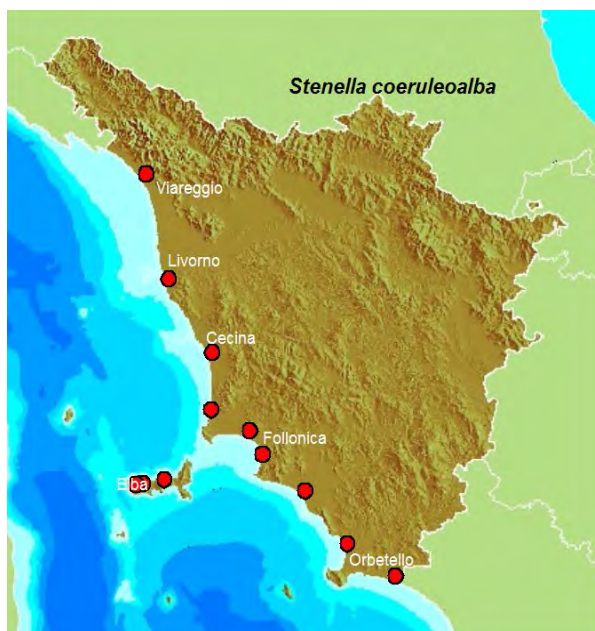 Stenella coeruleoalba
Viareggio
Livorno
Cecina
Follonica
Elba
Orbetello